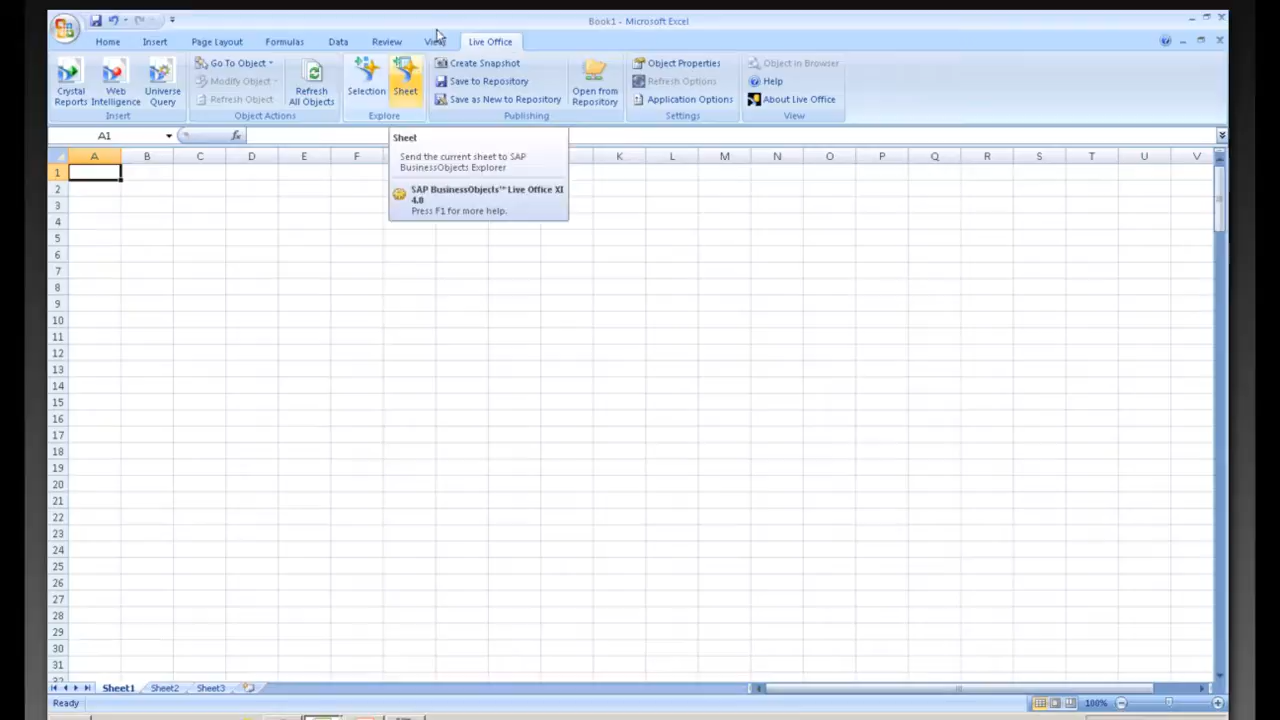 Book1 - Microsoft Excel
Home Insert Page Layout Formulas Data Review View Live Office
Crystal Reports
Web Intelligence
Universe Query
Insert
Go To Object
Modify Object
Refresh Object
Refresh All Objects
Object Actions
Selection
Sheet
Explore
Create Snapshot
Save to Repository
Save as New to Repository
Open from Repository
Publishing
Object Properties
Refresh Options
Application Options
Settings
Object in Browser
Help
About Live Office
View
A1 fx
Sheet
Send the current sheet to SAP
BusinessObjects Explorer
SAP BusinessObjects™ Live Office XI
4.0
Press F1 for more help.
A B C D E F K L M N O P Q R S T U V
1
2
3
4
5
6
7
8
9
10
11
12
13
14
15
16
17
18
19
20
21
22
23
24
25
26
27
28
29
30
31
Sheet1 Sheet2 Sheet3
Ready 100%